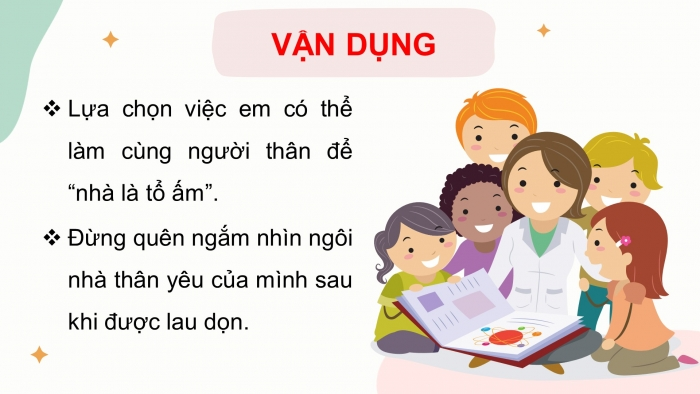 VẬN DỤNG
❖ Lựa chọn việc em có thể
làm cùng người thân để
“nhà là tổ ấm”.
❖ Đừng quên ngắm nhìn ngôi
nhà thân yêu của mình sau
khi được lau dọn.